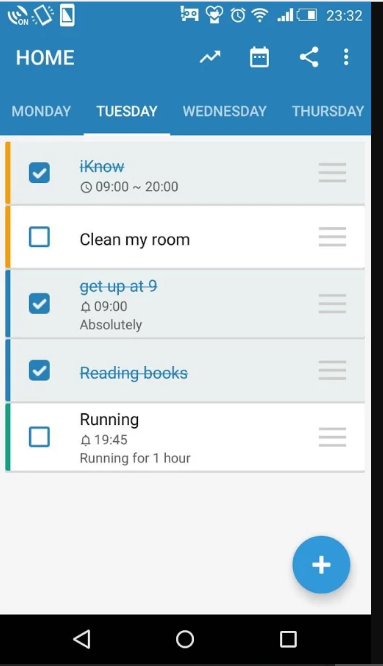 ON
23:32
HOME
MONDAY TUESDAY WEDNESDAY THURSDAY
iKnow
09:00 ~ 20:00
Clean my room
get up at 9
09:00
Absolutely
Reading books
Running
19:45
Running for 1 hour